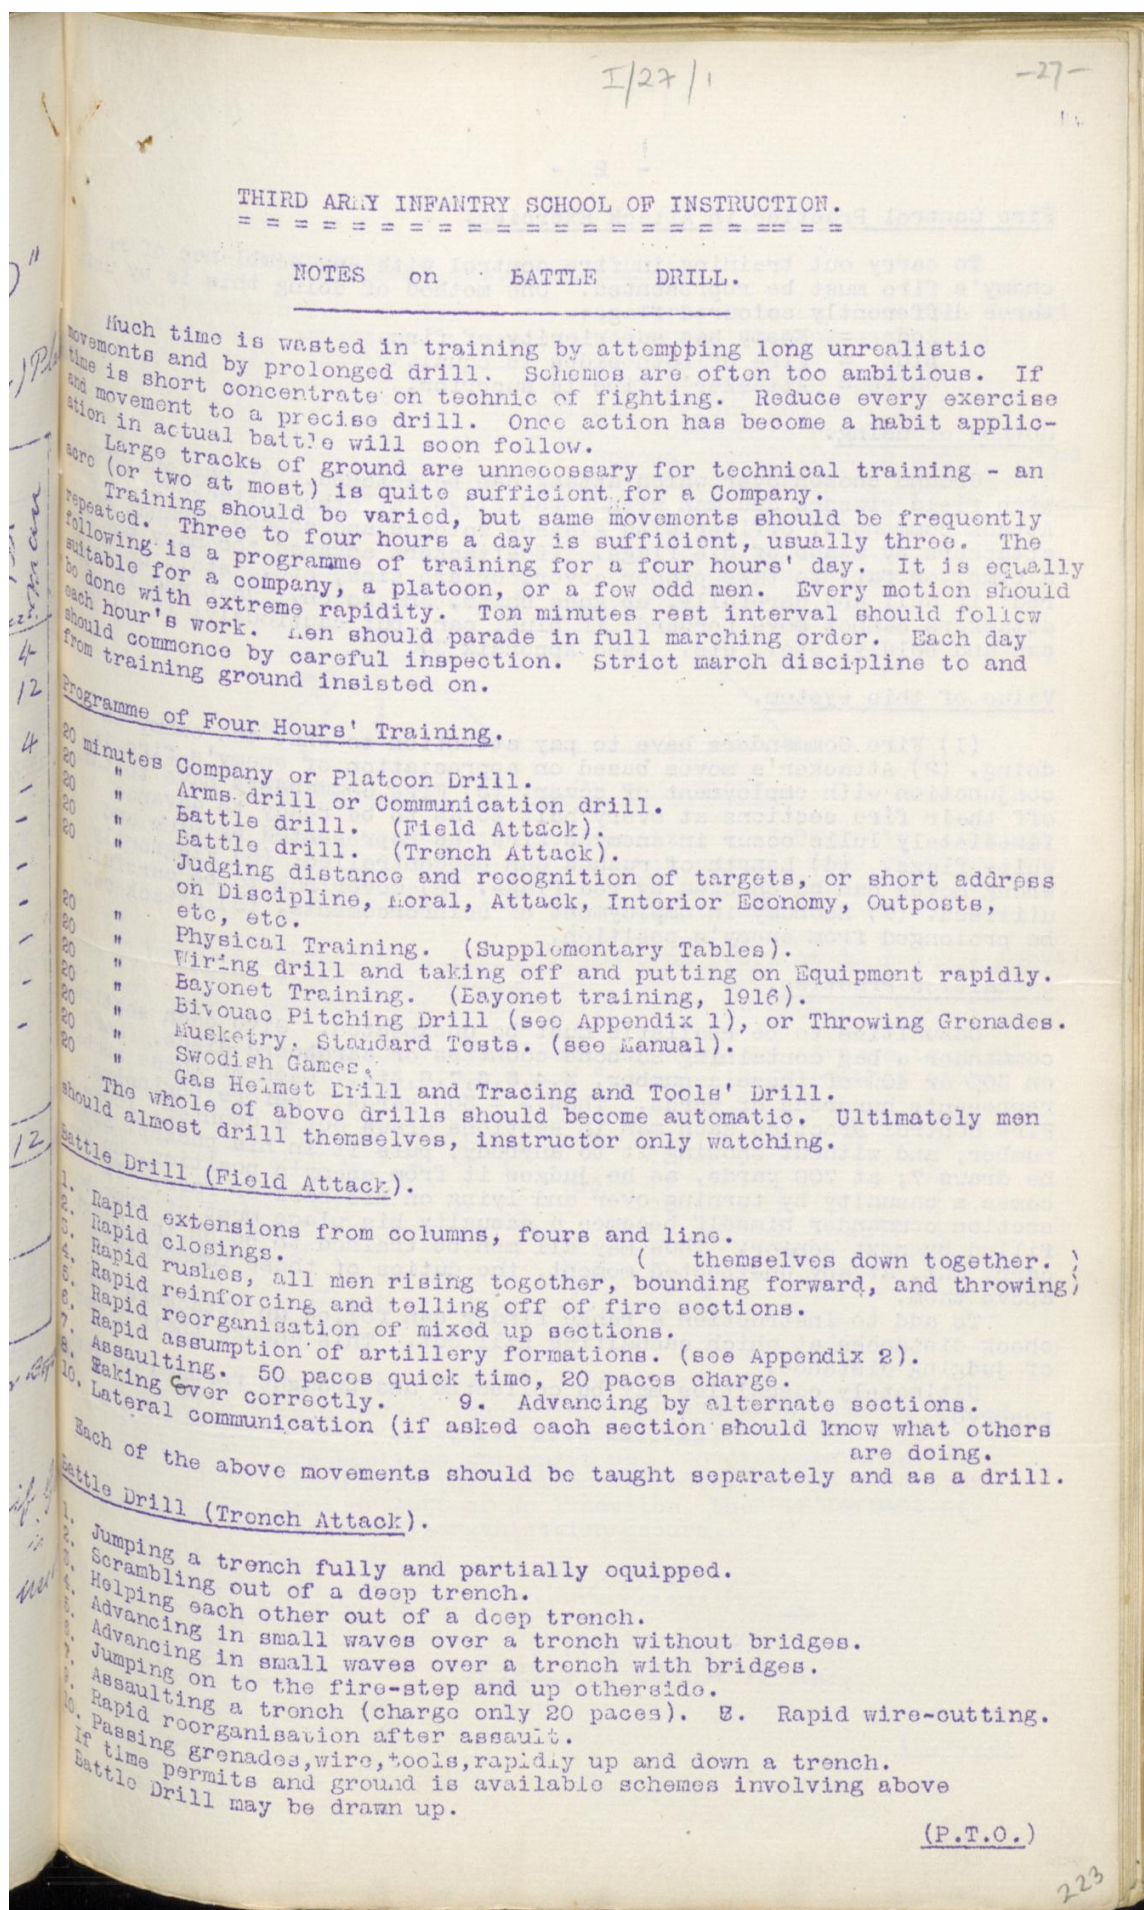 I/27/1
-27-
THIRD ARMY INFANTRY SCHOOL OF INSTRUCTION.
NOTES on BATTLE DRILL.
Much time is wasted in training by attempping long unrealistic
movements and by prolonged drill. Schemes are often too ambitious. If
time is short concentrate on technic of fighting. Reduce every exercise
and movement to a precise drill. Once action has become a habit applic-
ation in actual battle will soon follow.
Large tracks of ground are unnecessary for technical training - an
acre (or two at most) is quite sufficient for a Company.
Training should be varied, but same movements should be frequently
repeated. Three to four hours a day is sufficient, usually three. The
following is a programme of training for a four hours' day. It is equally
suitable for a company, a platoon, or a few odd men. Every motion should
be done with extreme rapidity. Ten minutes rest interval should follow
each hour's work. Men should parade in full marching order. Each day
should commence by careful inspection. Strict march discipline to and
from training ground insisted on.
Programme of Four Hours' Training.
20 minutes Company or Platoon Drill.
20 " Arms drill or Communication drill.
20 " Battle drill. (Field Attack).
20 " Battle drill. (Trench Attack).
20 " Judging distance and recognition of targets, or short address
on Discipline, Moral, Attack, Interior Economy, Outposts,
etc, etc.
20 " Physical Training. (Supplementary Tables).
20 " Wiring drill and taking off and putting on Equipment rapidly.
20 " Bayonet Training. (Bayonet training, 1916).
20 " Bivouac Pitching Drill (see Appendix 1), or Throwing Grenades.
20 " Musketry, Standard Tests. (see Manual).
20 " Swedish Games.
20 " Gas Helmet Drill and Tracing and Tools' Drill.
The whole of above drills should become automatic. Ultimately men
should almost drill themselves, instructor only watching.
Battle Drill (Field Attack).
1. Rapid extensions from columns, fours and line.
2. Rapid closings. ( themselves down together. )
3. Rapid rushes, all men rising together, bounding forward, and throwing)
4. Rapid reinforcing and telling off of fire sections.
5. Rapid reorganisation of mixed up sections.
6. Rapid assumption of artillery formations. (see Appendix 2).
7. Assaulting. 50 paces quick time, 20 paces charge.
8. Taking over correctly. 9. Advancing by alternate sections.
10. Lateral communication (if asked each section should know what others
are doing.
Each of the above movements should be taught separately and as a drill.
Battle Drill (Trench Attack).
1. Jumping a trench fully and partially equipped.
2. Scrambling out of a deep trench.
3. Helping each other out of a deep trench.
4. Advancing in small waves over a trench without bridges.
5. Advancing in small waves over a trench with bridges.
6. Jumping on to the fire-step and up otherside.
7. Assaulting a trench (charge only 20 paces). 8. Rapid wire-cutting.
9. Rapid reorganisation after assault.
10. Passing grenades,wire,tools,rapidly up and down a trench.
If time permits and ground is available schemes involving above
Battle Drill may be drawn up.
(P.T.O.)
223